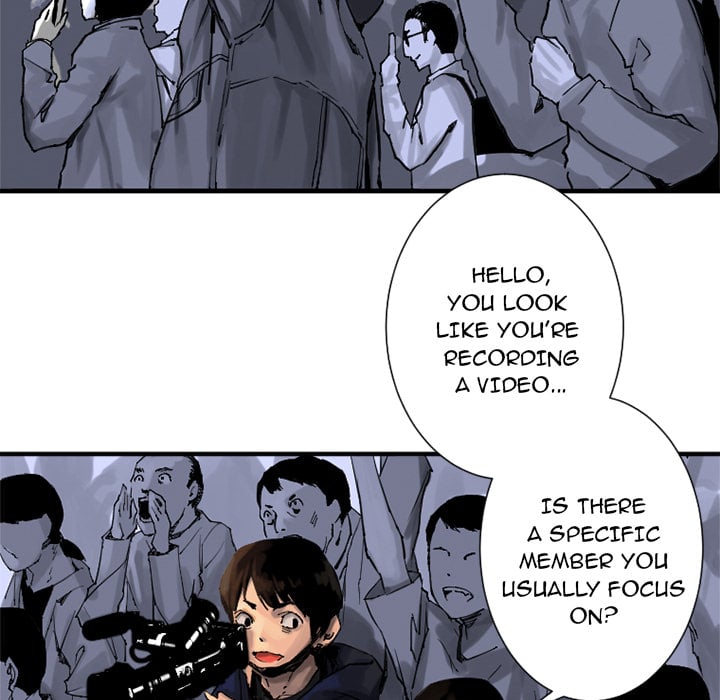 HELLO,
YOU LOOK
LIKE YOU'RE
RECORDING
A VIDEO...
IS THERE
A SPECIFIC
MEMBER YOU
USUALLY FOCUS
ON?